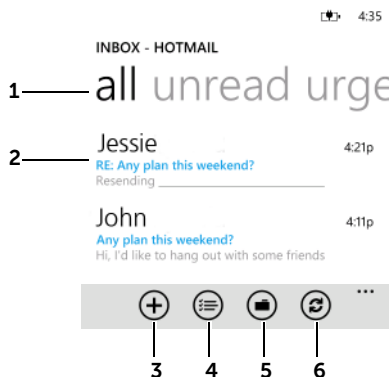 4:35
INBOX - HOTMAIL
1 all unread urge
Jessie 4:21p
2 RE: Any plan this weekend?
Resending
John 4:11p
Any plan this weekend?
Hi, I'd like to hang out with some friends
...
3 4 5 6